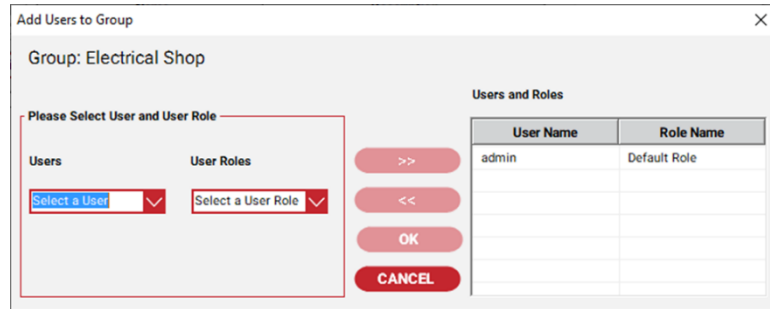 Add Users to Group
Group: Electrical Shop
Please Select User and User Role
Users
User Roles
Select a User
Select a User Role
>>
<<
OK
CANCEL
Users and Roles
User Name Role Name
admin Default Role